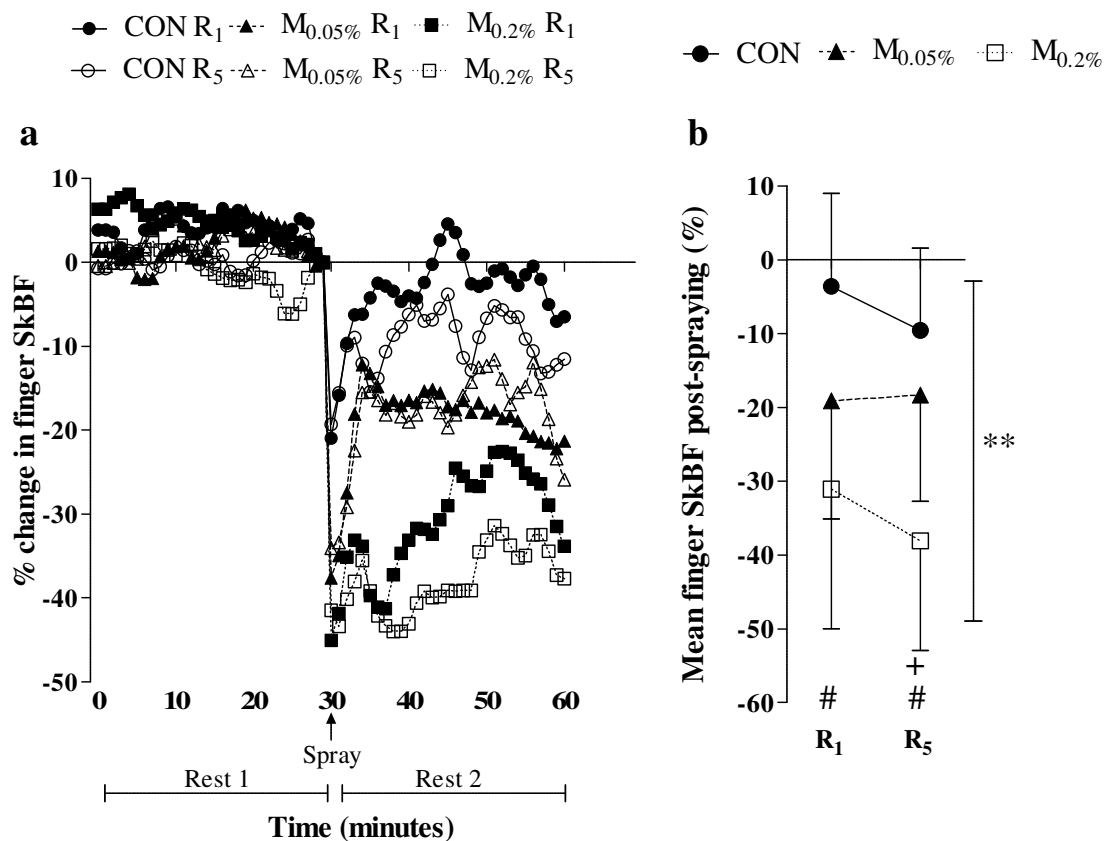 CON R₁ M₀.₀₅% R₁ M₀.₂% R₁
CON R₅ M₀.₀₅% R₅ M₀.₂% R₅
a
% change in finger SkBF
10
0
-10
-20
-30
-40
-50
0 10 20 30 40 50 60
Spray
Rest 1 Rest 2
Time (minutes)
CON M₀.₀₅% M₀.₂%
b
Mean finger SkBF post-spraying (%)
10
0
-10
-20
-30
-40
-50
-60
**
+
# #
R₁ R₅